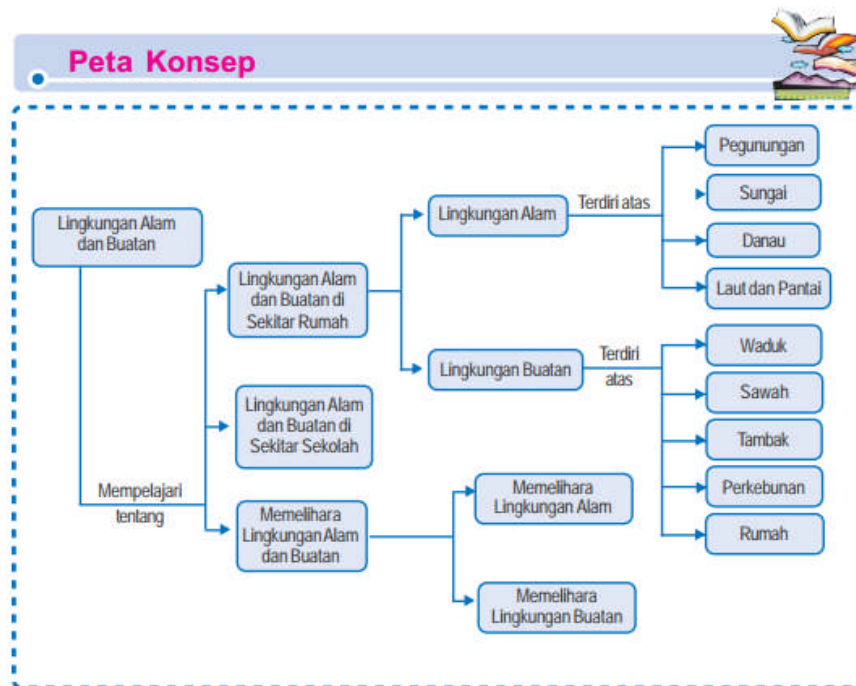 Peta Konsep
Lingkungan Alam
dan Buatan
Mempelajari
tentang
Lingkungan Alam
dan Buatan di
Sekitar Rumah
Lingkungan Alam
dan Buatan di
Sekitar Sekolah
Memelihara
Lingkungan Alam
dan Buatan
Lingkungan Alam
Terdiri atas
Pegunungan
Sungai
Danau
Laut dan Pantai
Lingkungan Buatan
Terdiri
atas
Waduk
Sawah
Tambak
Perkebunan
Rumah
Memelihara
Lingkungan Alam
Memelihara
Lingkungan Buatan